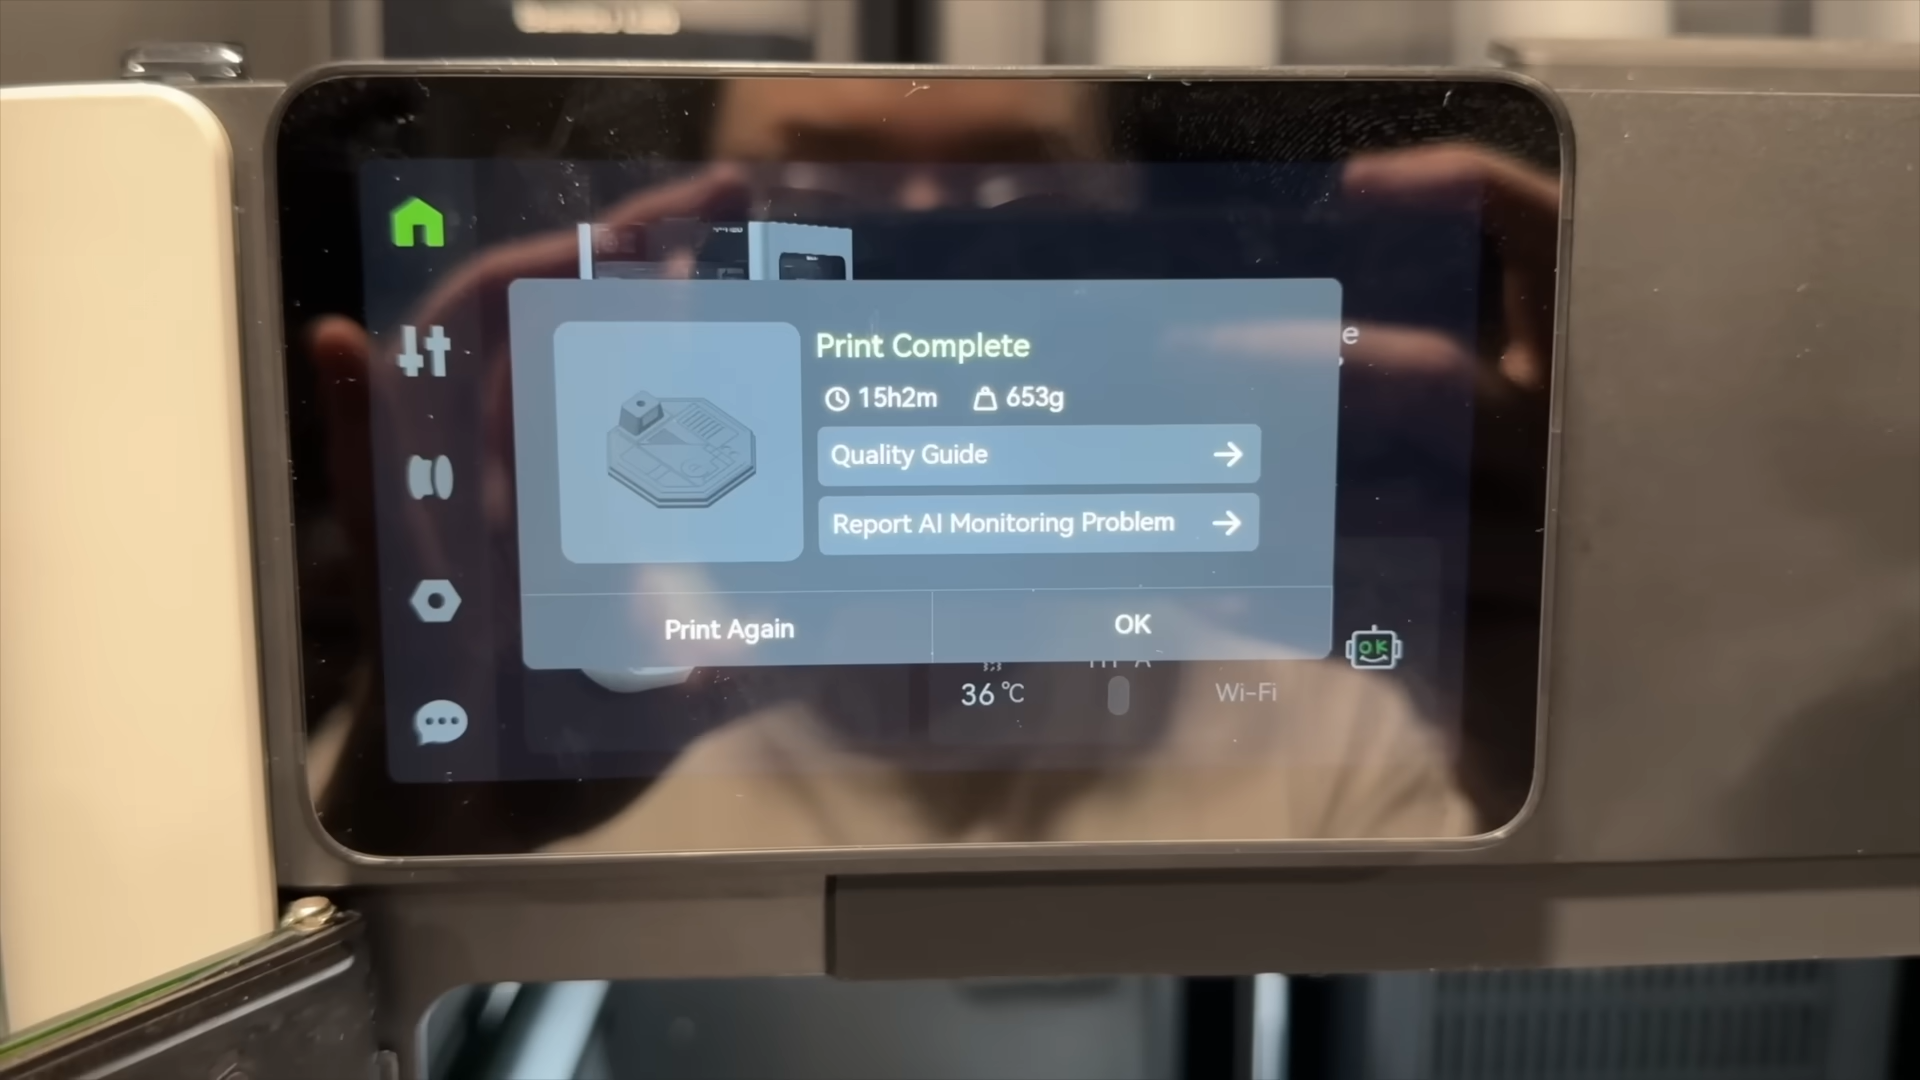 Print Complete
15h2m 653g
Quality Guide
Report AI Monitoring Problem
Print Again OK
OK
36°C Wi-Fi